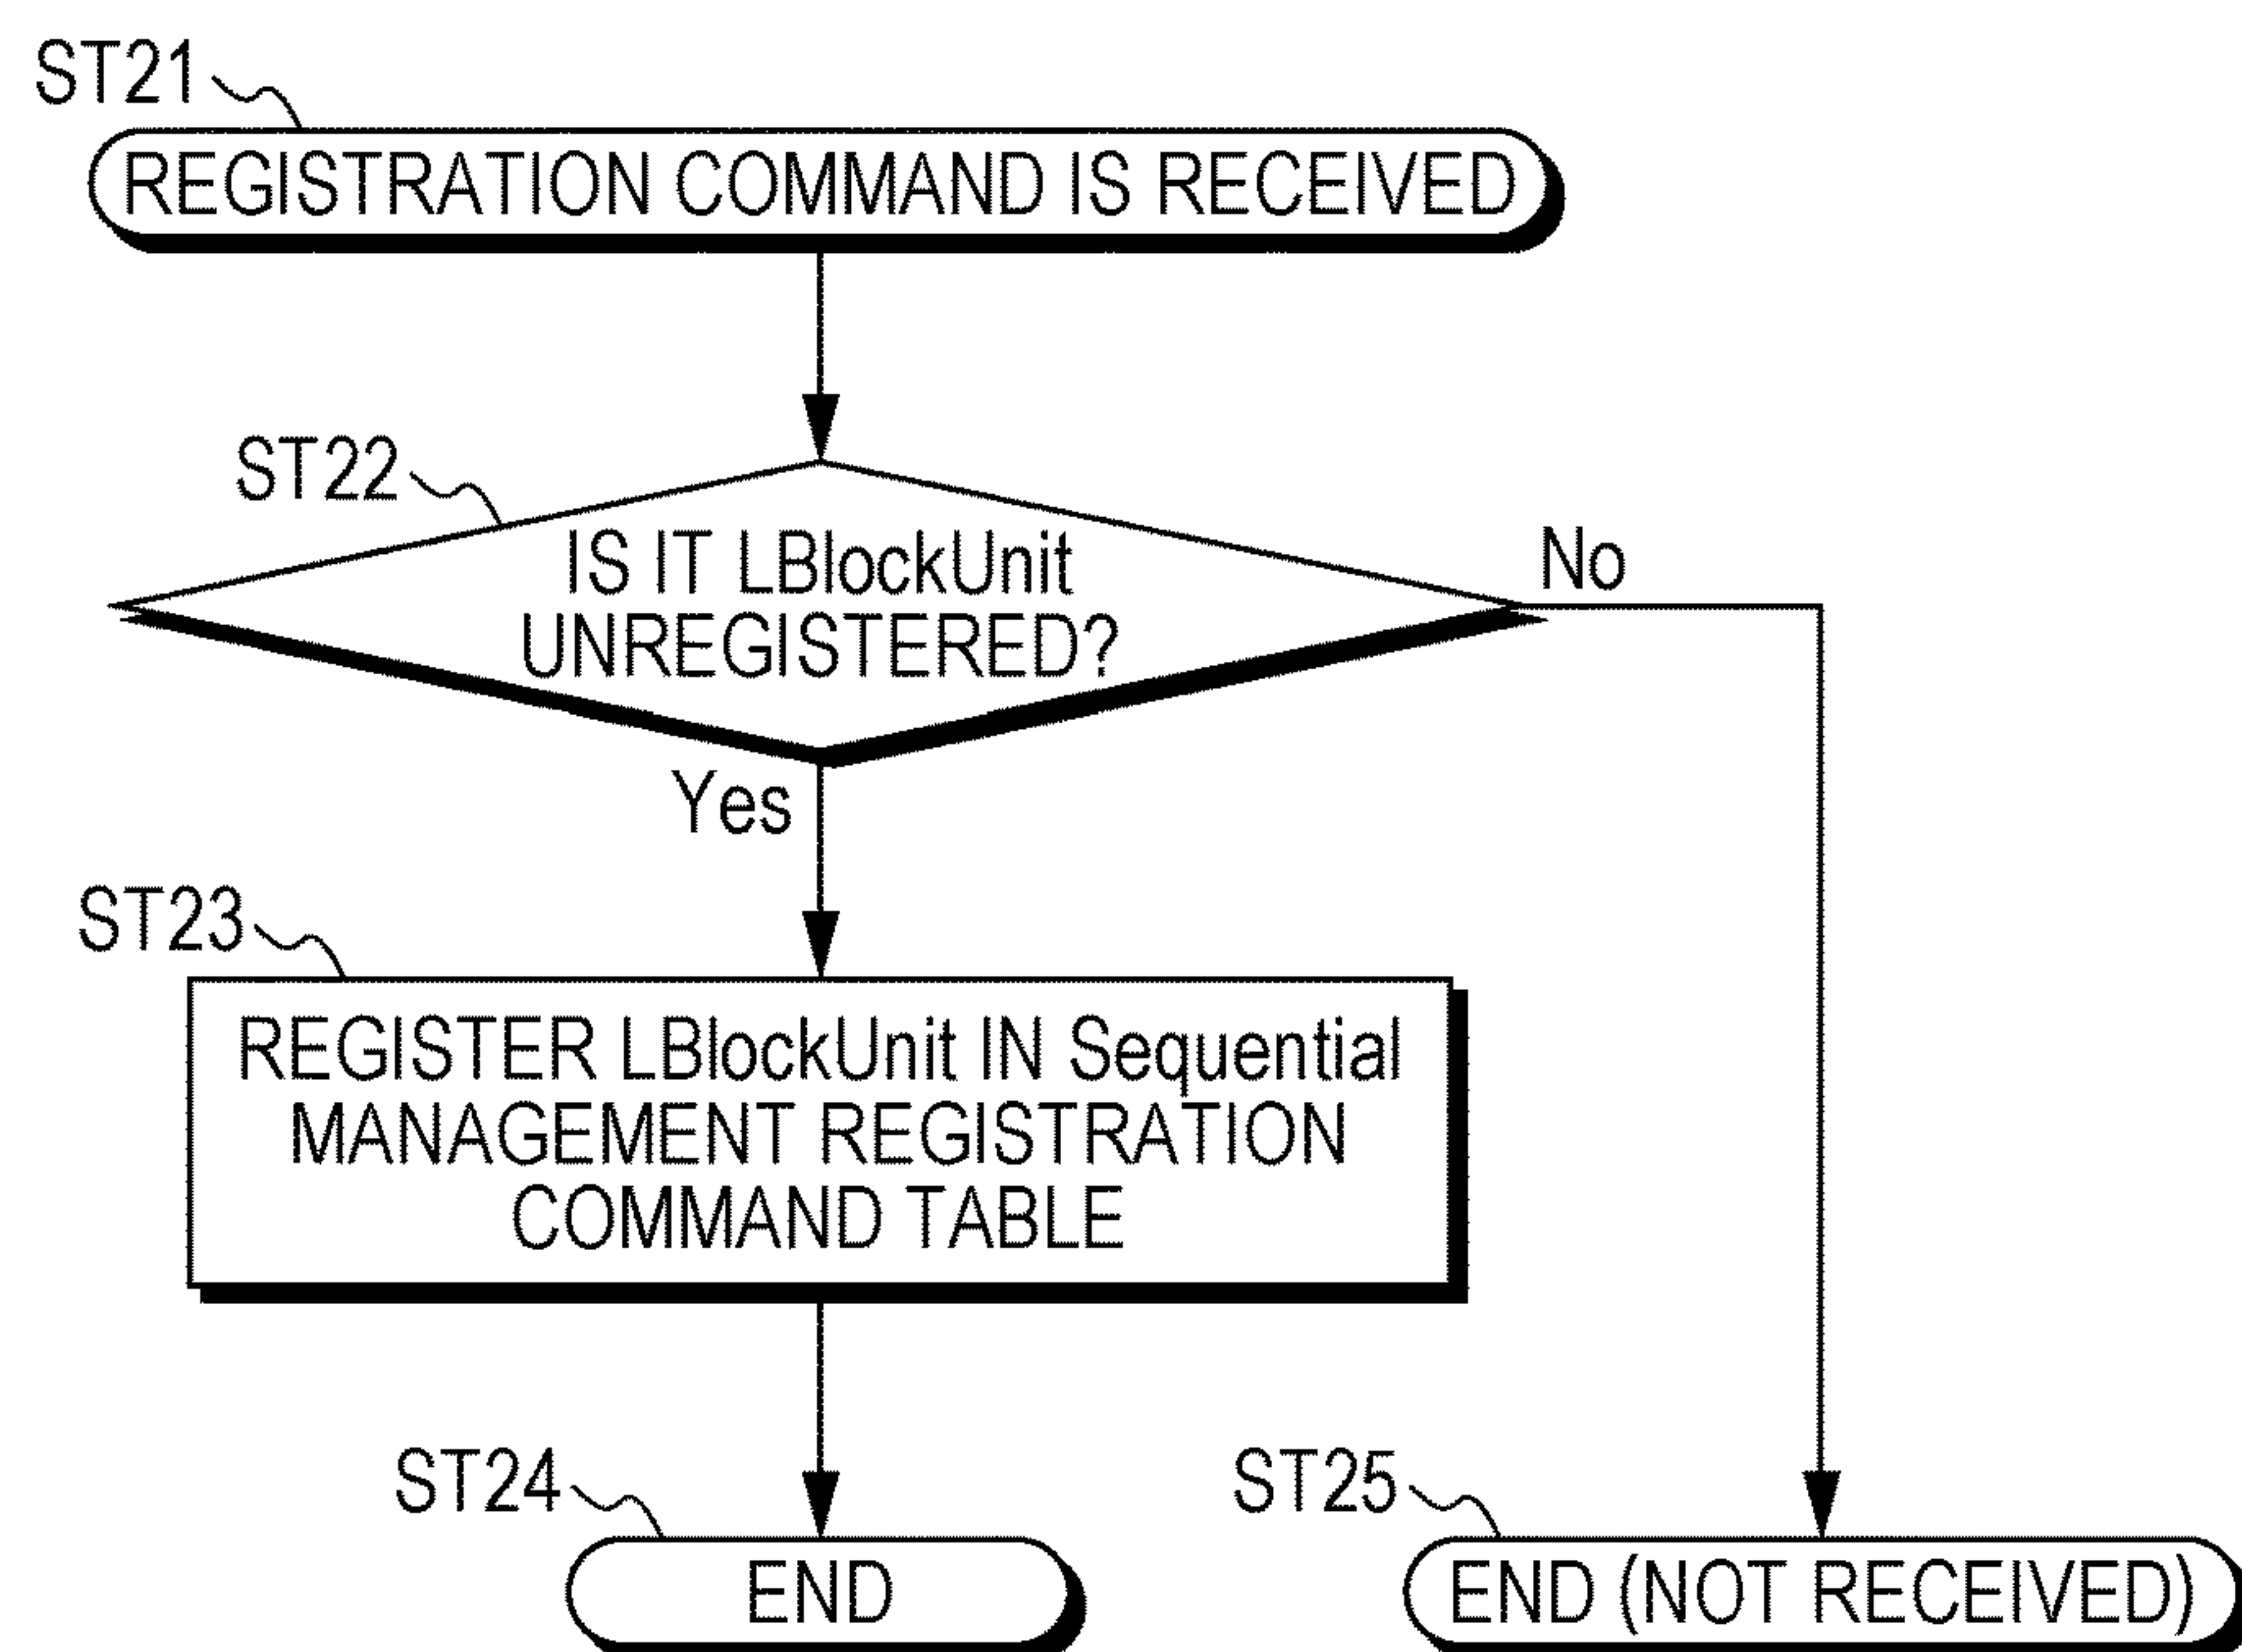 ST21
REGISTRATION COMMAND IS RECEIVED
ST22
IS IT LBlockUnit
UNREGISTERED?
No
Yes
ST23
REGISTER LBlockUnit IN Sequential
MANAGEMENT REGISTRATION
COMMAND TABLE
ST24
END
ST25
END (NOT RECEIVED)